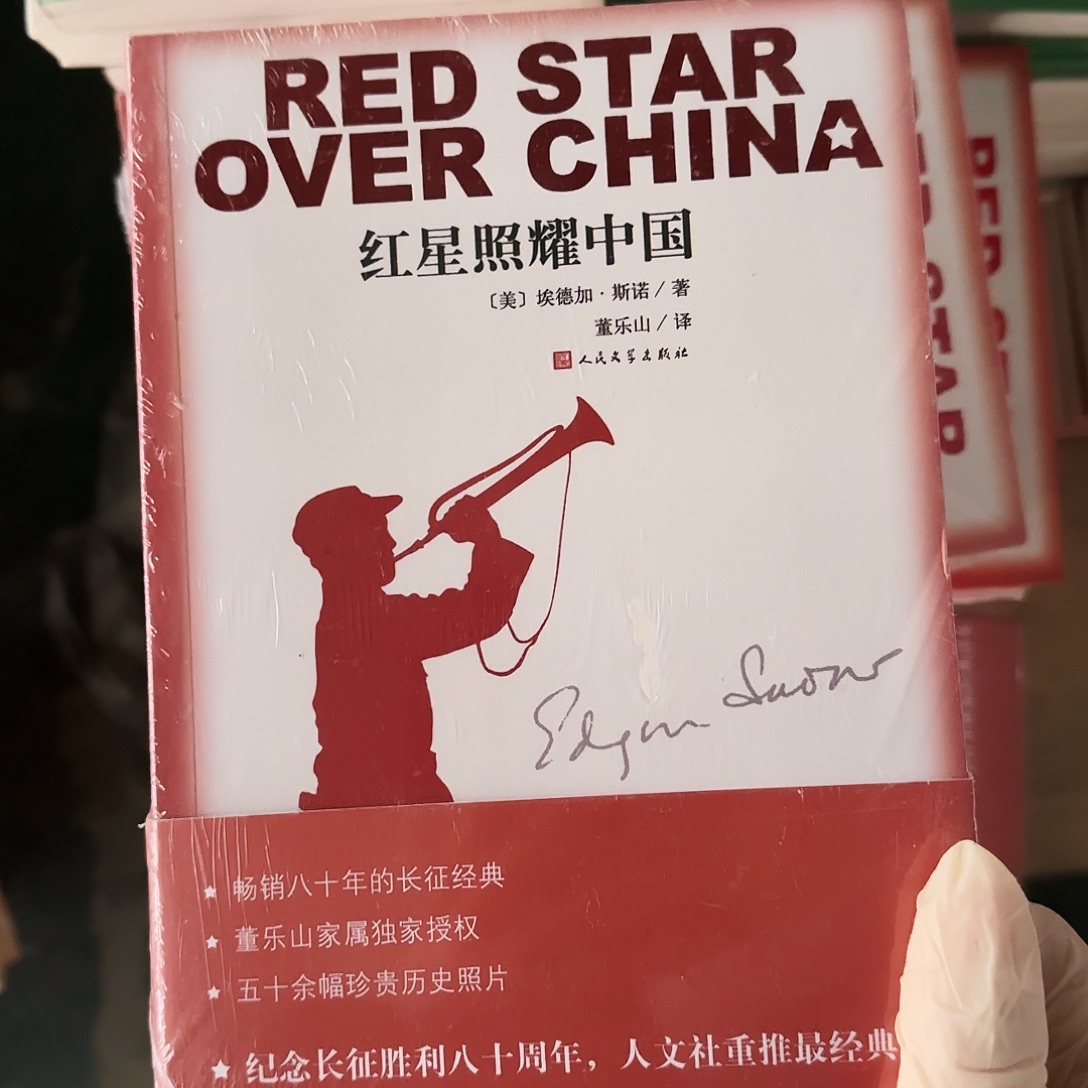 RED STAR
OVER CHINA
红星照耀中国
〔美〕埃德加·斯诺/著
董乐山/译
人民文学出版社
Edgar Snow
★ 畅销八十年的长征经典
★ 董乐山家属独家授权
★ 五十余幅珍贵历史照片
★ 纪念长征胜利八十周年，人文社重推最经典
RED STAR
RED ST